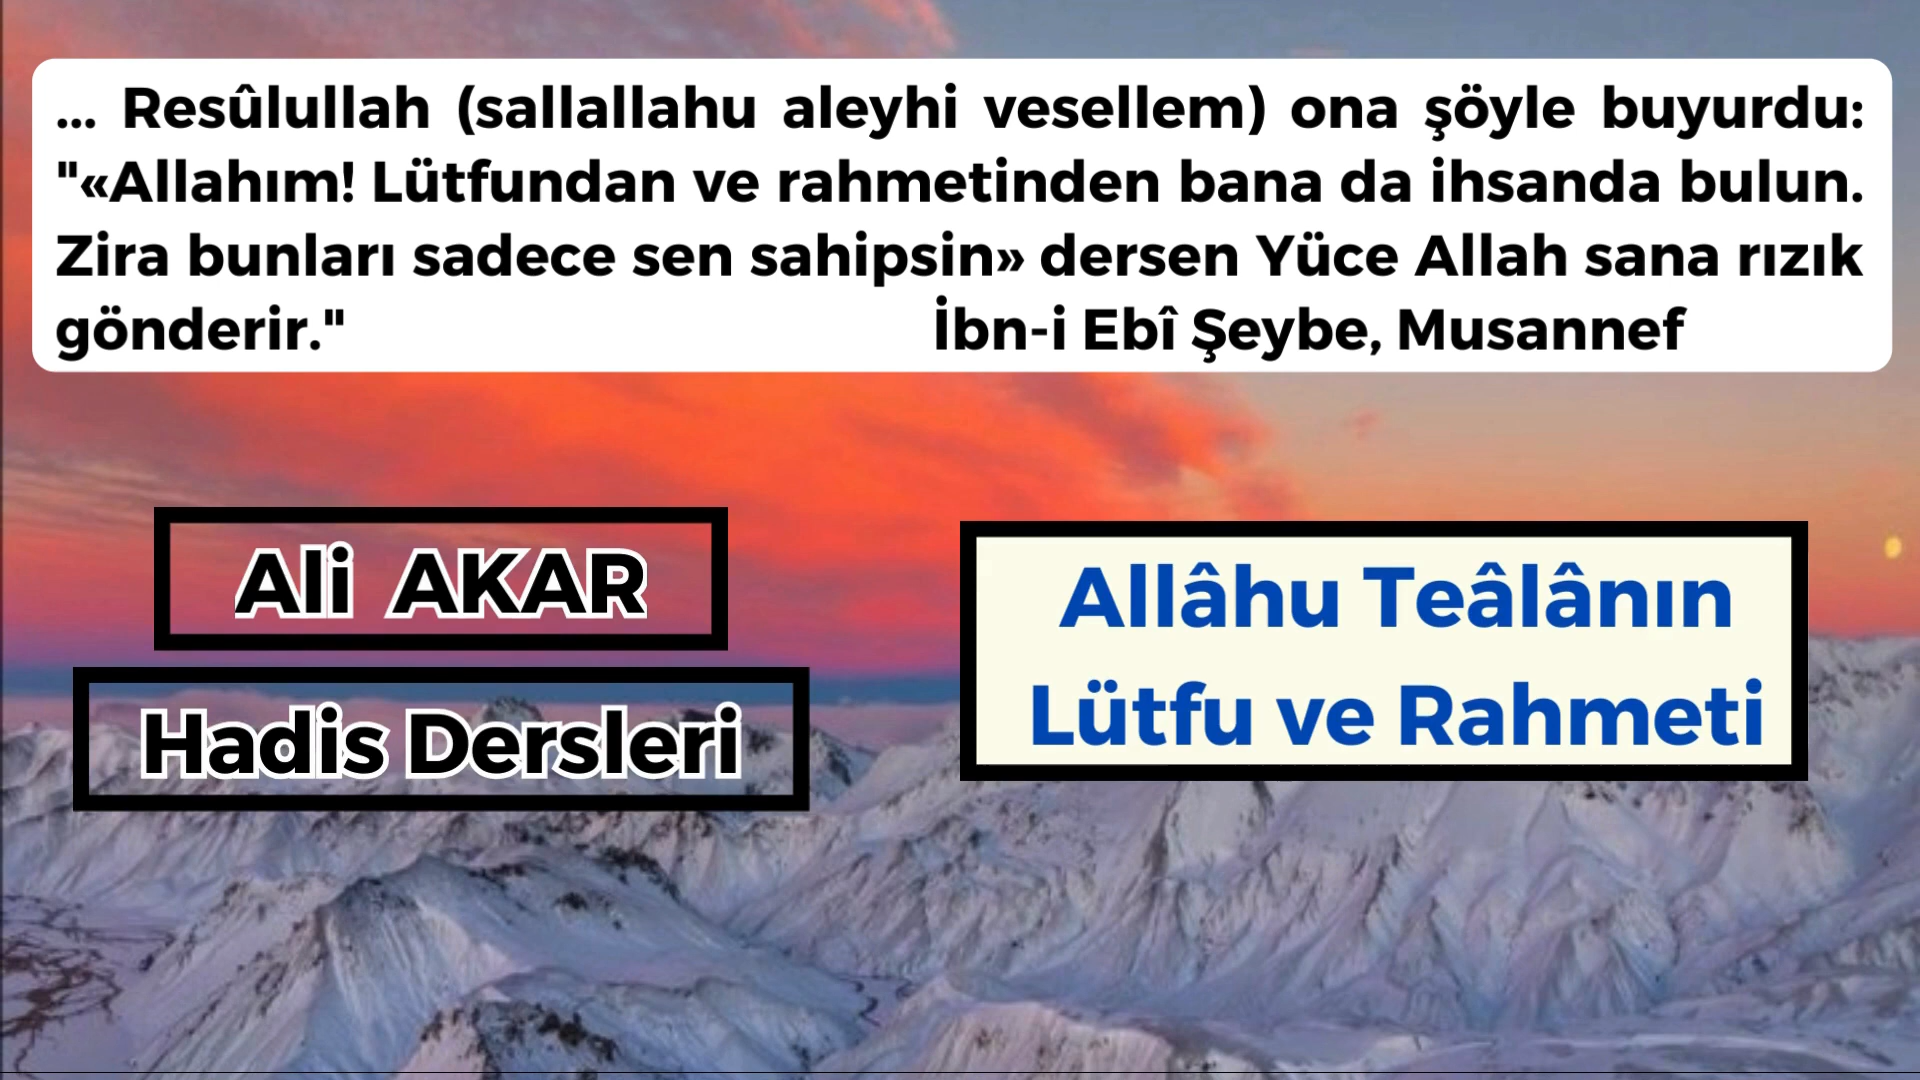 ... Resûlullah (sallallahu aleyhi vesellem) ona şöyle buyurdu:
"«Allahım! Lütfundan ve rahmetinden bana da ihsanda bulun.
Zira bunları sadece sen sahipsin» dersen Yüce Allah sana rızık
gönderir." İbn-i Ebî Şeybe, Musannef
Ali AKAR
Hadis Dersleri
Allâhu Teâlânın
Lütfu ve Rahmeti